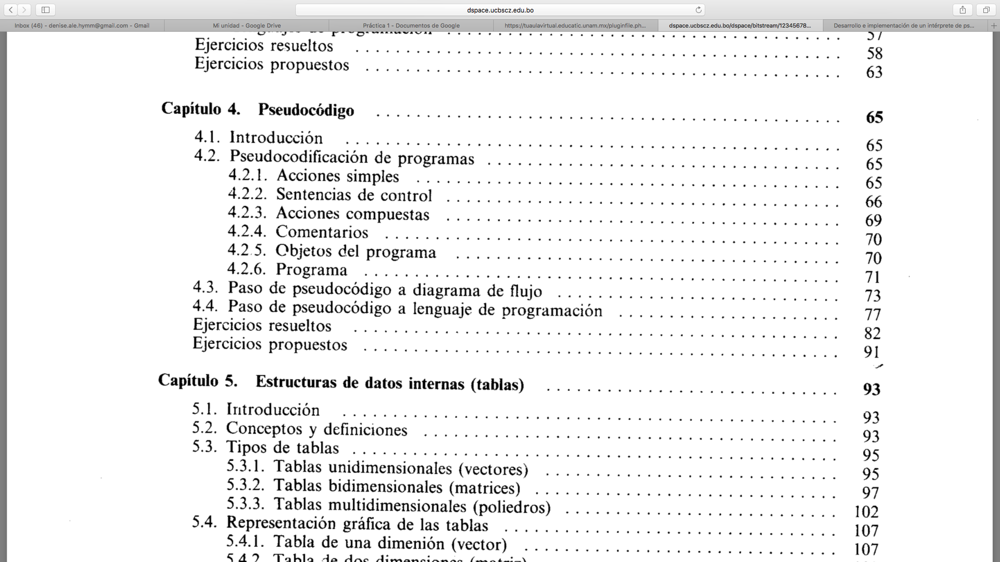 dspace.ucbscz.edu.bo
Inbox (46) - denise.ale.hymm@gmail.com - Gmail
Mi unidad - Google Drive
Práctica 1 - Documentos de Google
https://tuaulavirtual.educatic.unam.mx/pluginfile.ph...
dspace.ucbscz.edu.bo/dspace/bitstream/12345678...
Desarrollo e implementación de un intérprete de ps...
Lenguajes de programación 57
Ejercicios resueltos 58
Ejercicios propuestos 63
Capítulo 4. Pseudocódigo 65
4.1. Introducción 65
4.2. Pseudocodificación de programas 65
4.2.1. Acciones simples 65
4.2.2. Sentencias de control 66
4.2.3. Acciones compuestas 69
4.2.4. Comentarios 70
4.2.5. Objetos del programa 70
4.2.6. Programa 71
4.3. Paso de pseudocódigo a diagrama de flujo 73
4.4. Paso de pseudocódigo a lenguaje de programación 77
Ejercicios resueltos 82
Ejercicios propuestos 91
Capítulo 5. Estructuras de datos internas (tablas) 93
5.1. Introducción 93
5.2. Conceptos y definiciones 93
5.3. Tipos de tablas 95
5.3.1. Tablas unidimensionales (vectores) 95
5.3.2. Tablas bidimensionales (matrices) 97
5.3.3. Tablas multidimensionales (poliedros) 102
5.4. Representación gráfica de las tablas 107
5.4.1. Tabla de una dimenión (vector) 107
5.4.2. Tabla de dos dimensiones (matriz)